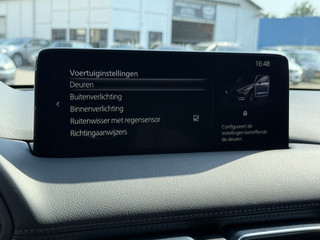 16:48
Voertuiginstellingen
Deuren
Buitenverlichting
Binnenverlichting
Ruitenwisser met regensensor
Richtingaanwijzers
Configureert de
instellingen betreffende
de deuren.